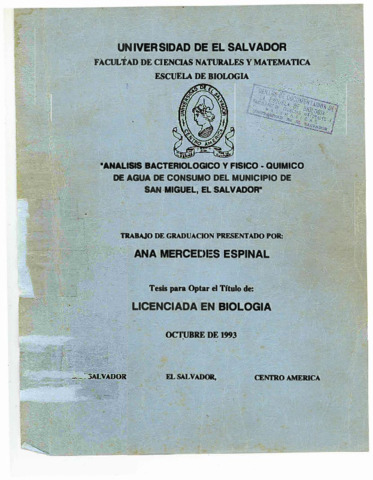 UNIVERSIDAD DE EL SALVADOR
FACULTAD DE CIENCIAS NATURALES Y MATEMATICA
ESCUELA DE BIOLOGIA
"ANALISIS BACTERIOLOGICO Y FISICO - QUIMICO
DE AGUA DE CONSUMO DEL MUNICIPIO DE
SAN MIGUEL, EL SALVADOR"
TRABAJO DE GRADUACION PRESENTADO POR:
ANA MERCEDES ESPINAL
Tesis para Optar el Título de:
LICENCIADA EN BIOLOGIA
OCTUBRE DE 1993
SALVADOR EL SALVADOR, CENTRO AMERICA